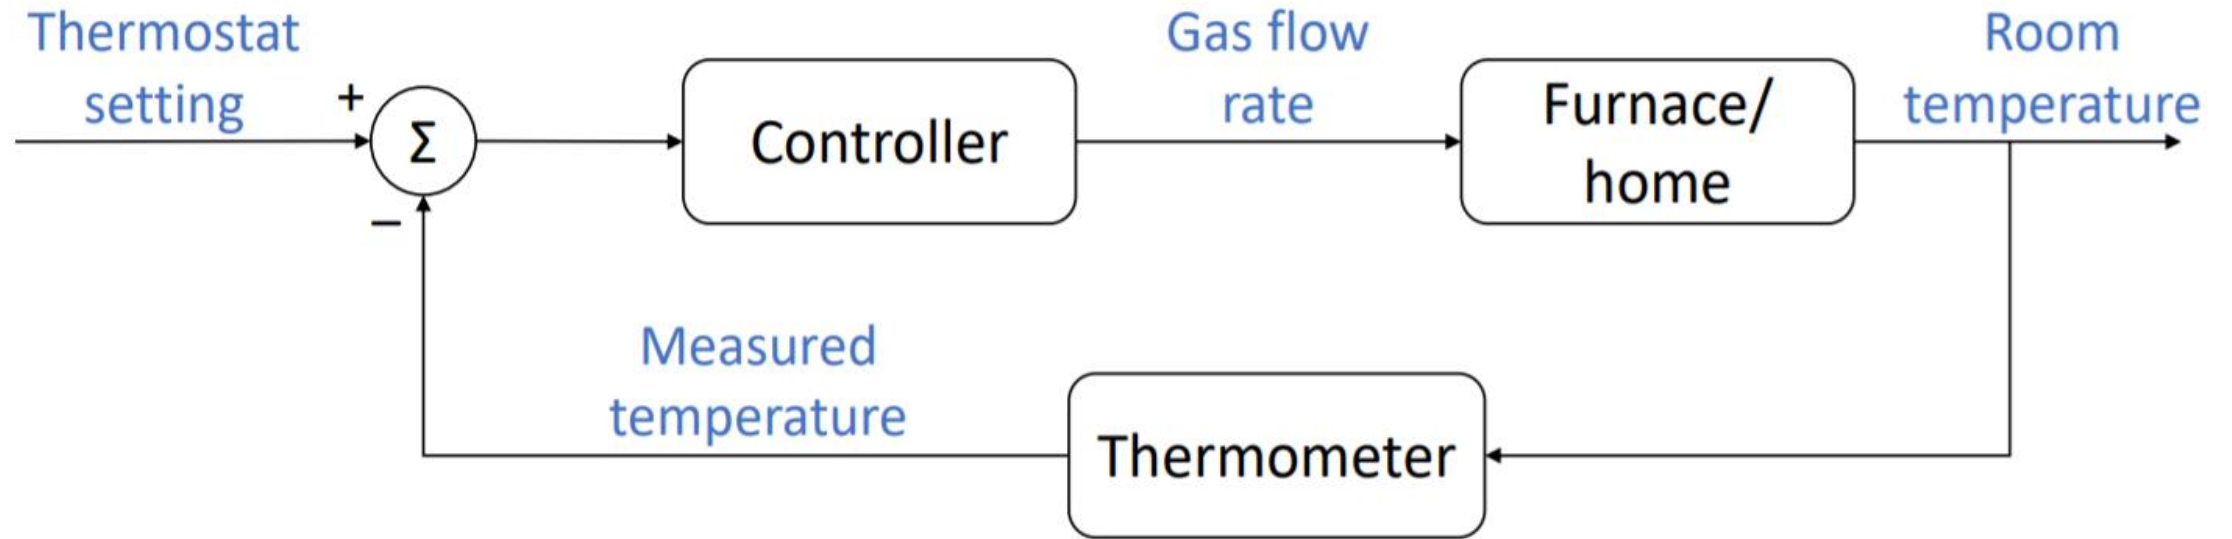 Thermostat
setting
+
Σ
−
Controller
Gas flow
rate
Furnace/
home
Room
temperature
Measured
temperature
Thermometer